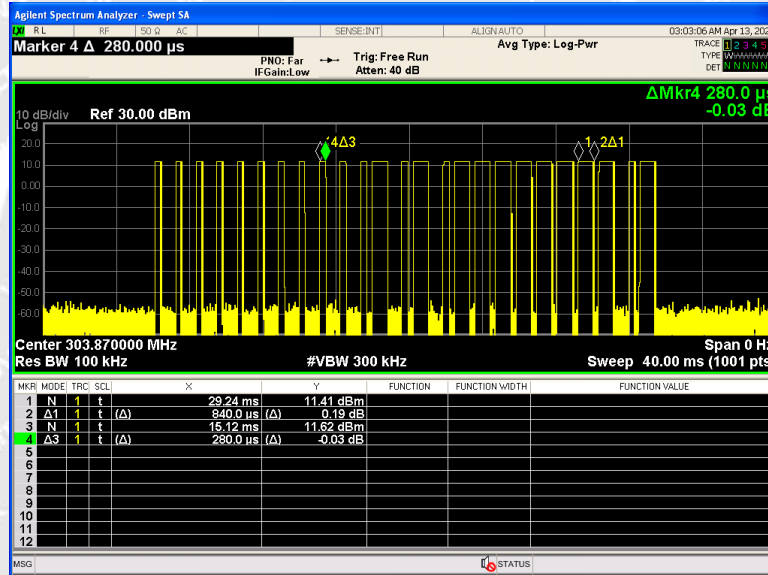 Agilent Spectrum Analyzer - Swept SA
LXI RL RF 50 Ω AC SENSE:INT ALIGN AUTO 03:03:06 AM Apr 13, 202
Marker 4 Δ 280.000 µs
Avg Type: Log-Pwr
TRACE 1 2 3 4 5
TYPE
DET N N N N N
PNO: Far
IFGain:Low
Trig: Free Run
Atten: 40 dB
ΔMkr4 280.0 µs
-0.03 dB
10 dB/div Ref 30.00 dBm
Log
20.0
10.0
0.00
-10.0
-20.0
-30.0
-40.0
-50.0
-60.0
4Δ3
1
2Δ1
Center 303.870000 MHz
Span 0 Hz
Res BW 100 kHz
#VBW 300 kHz
Sweep 40.00 ms (1001 pts
MKR MODE TRC SCL X Y FUNCTION FUNCTION WIDTH FUNCTION VALUE
1 N 1 t 29.24 ms 11.41 dBm
2 Δ1 1 t (Δ) 840.0 µs (Δ) 0.19 dB
3 N 1 t 15.12 ms 11.62 dBm
4 Δ3 1 t (Δ) 280.0 µs (Δ) -0.03 dB
5
6
7
8
9
10
11
12
MSG STATUS